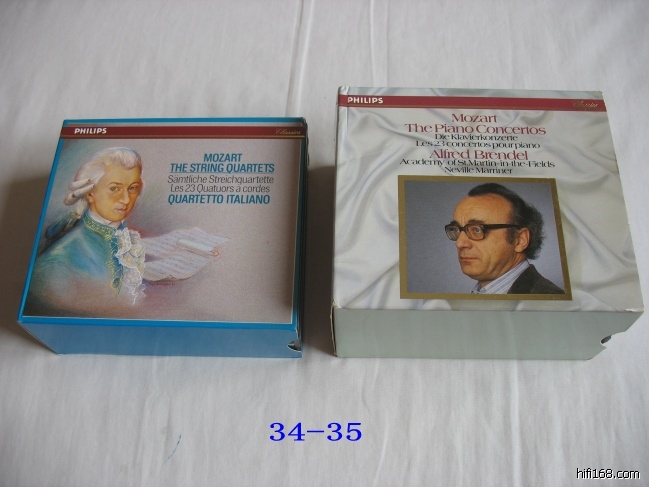 PHILIPS
Classics
MOZART
THE STRING QUARTETS
Sämtliche Streichquartette
Les 23 Quatuors à cordes
QUARTETTO ITALIANO
PHILIPS
Mozart
The Piano Concertos
Die Klavierkonzerte
Les 23 concertos pour piano
Alfred Brendel
Academy of St.Martin-in-the-Fields
Neville Marriner
34-35
hifi168.com